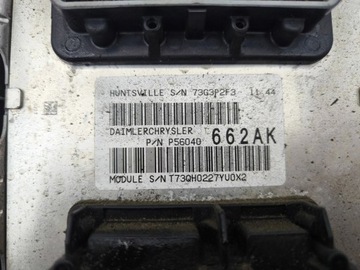 HUNTSVILLE S/N 73G3P2F3 11 44
DAIMLERCHRYSLER
P/N P56040 662AK
MODULE S/N T73QH0227YU0X2